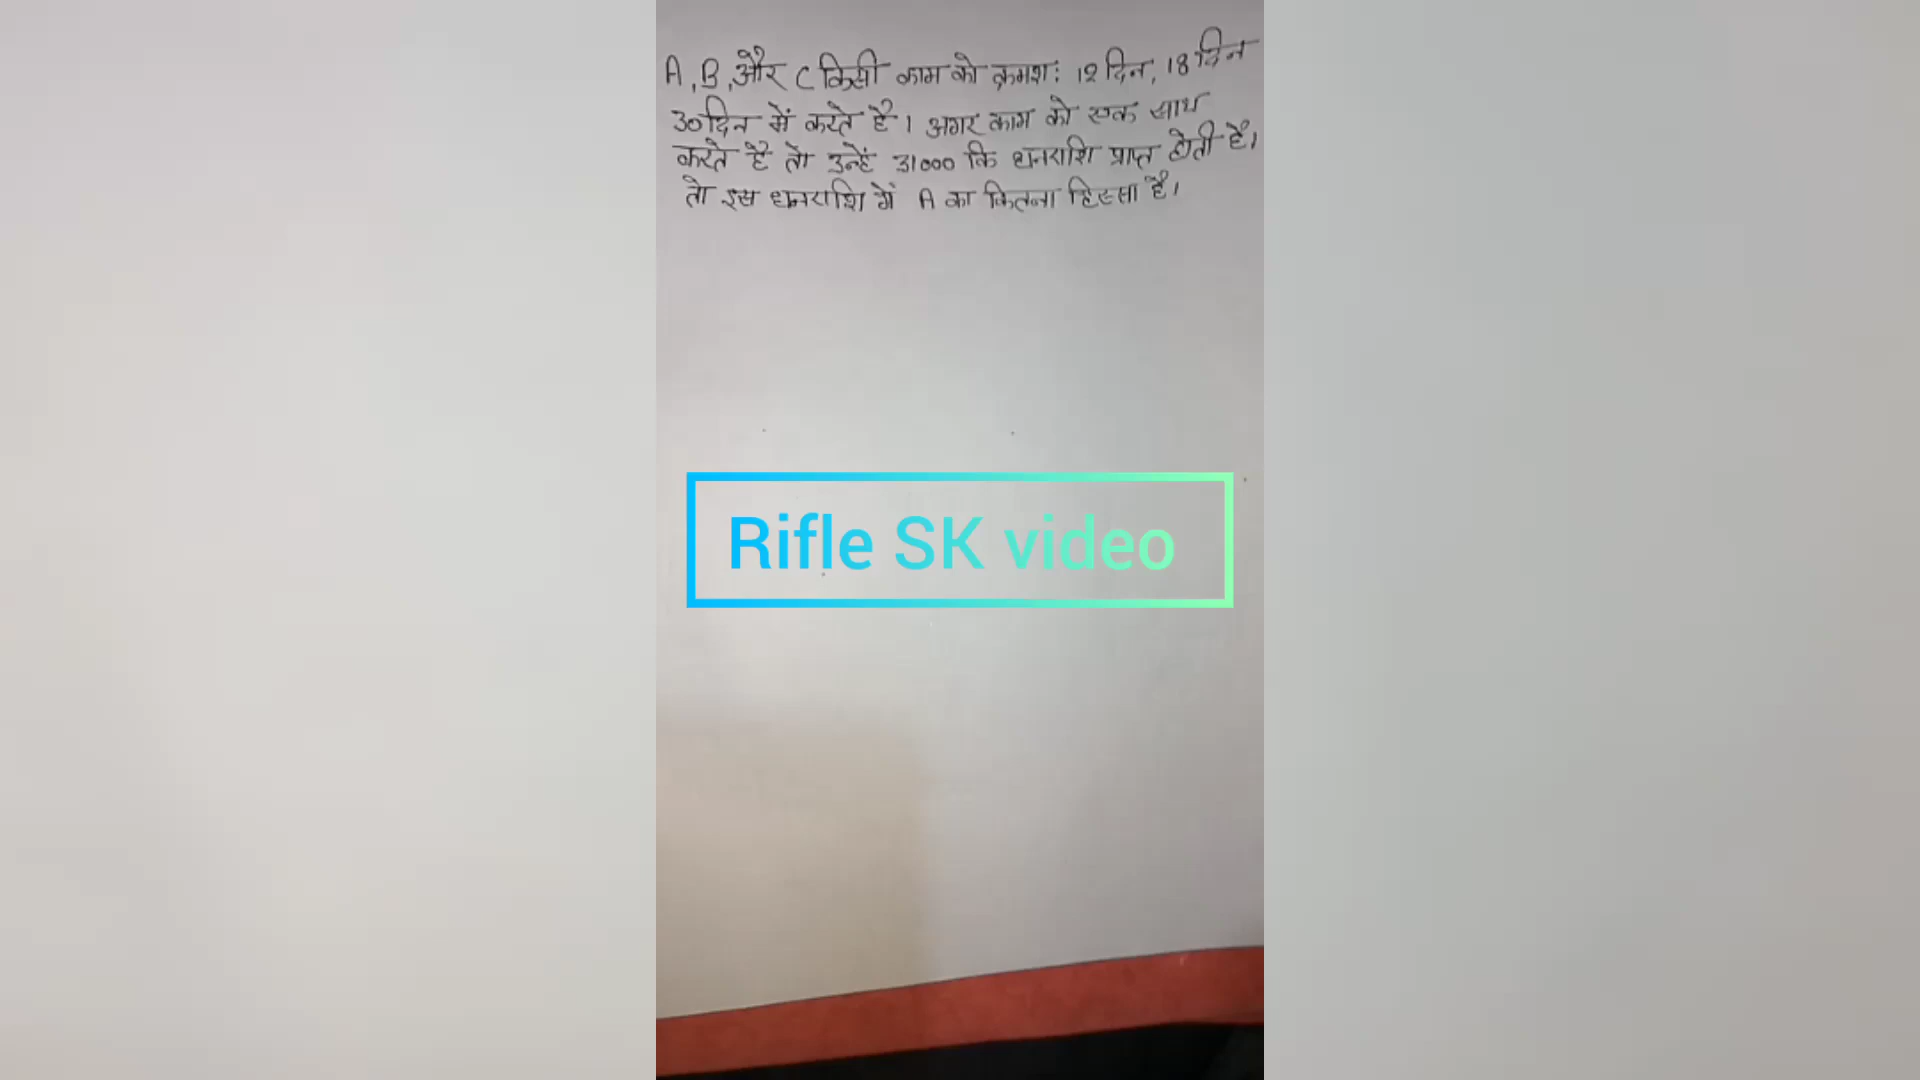 A, B, और C किसी काम को क्रमशः 12 दिन, 18 दिन
30 दिन में करते है। अगर काम को एक साथ
करते है तो उन्हें 31000 कि धनराशि प्राप्त होती हैं।
तो इस धनराशि में A का कितना हिस्सा है।
Rifle SK video